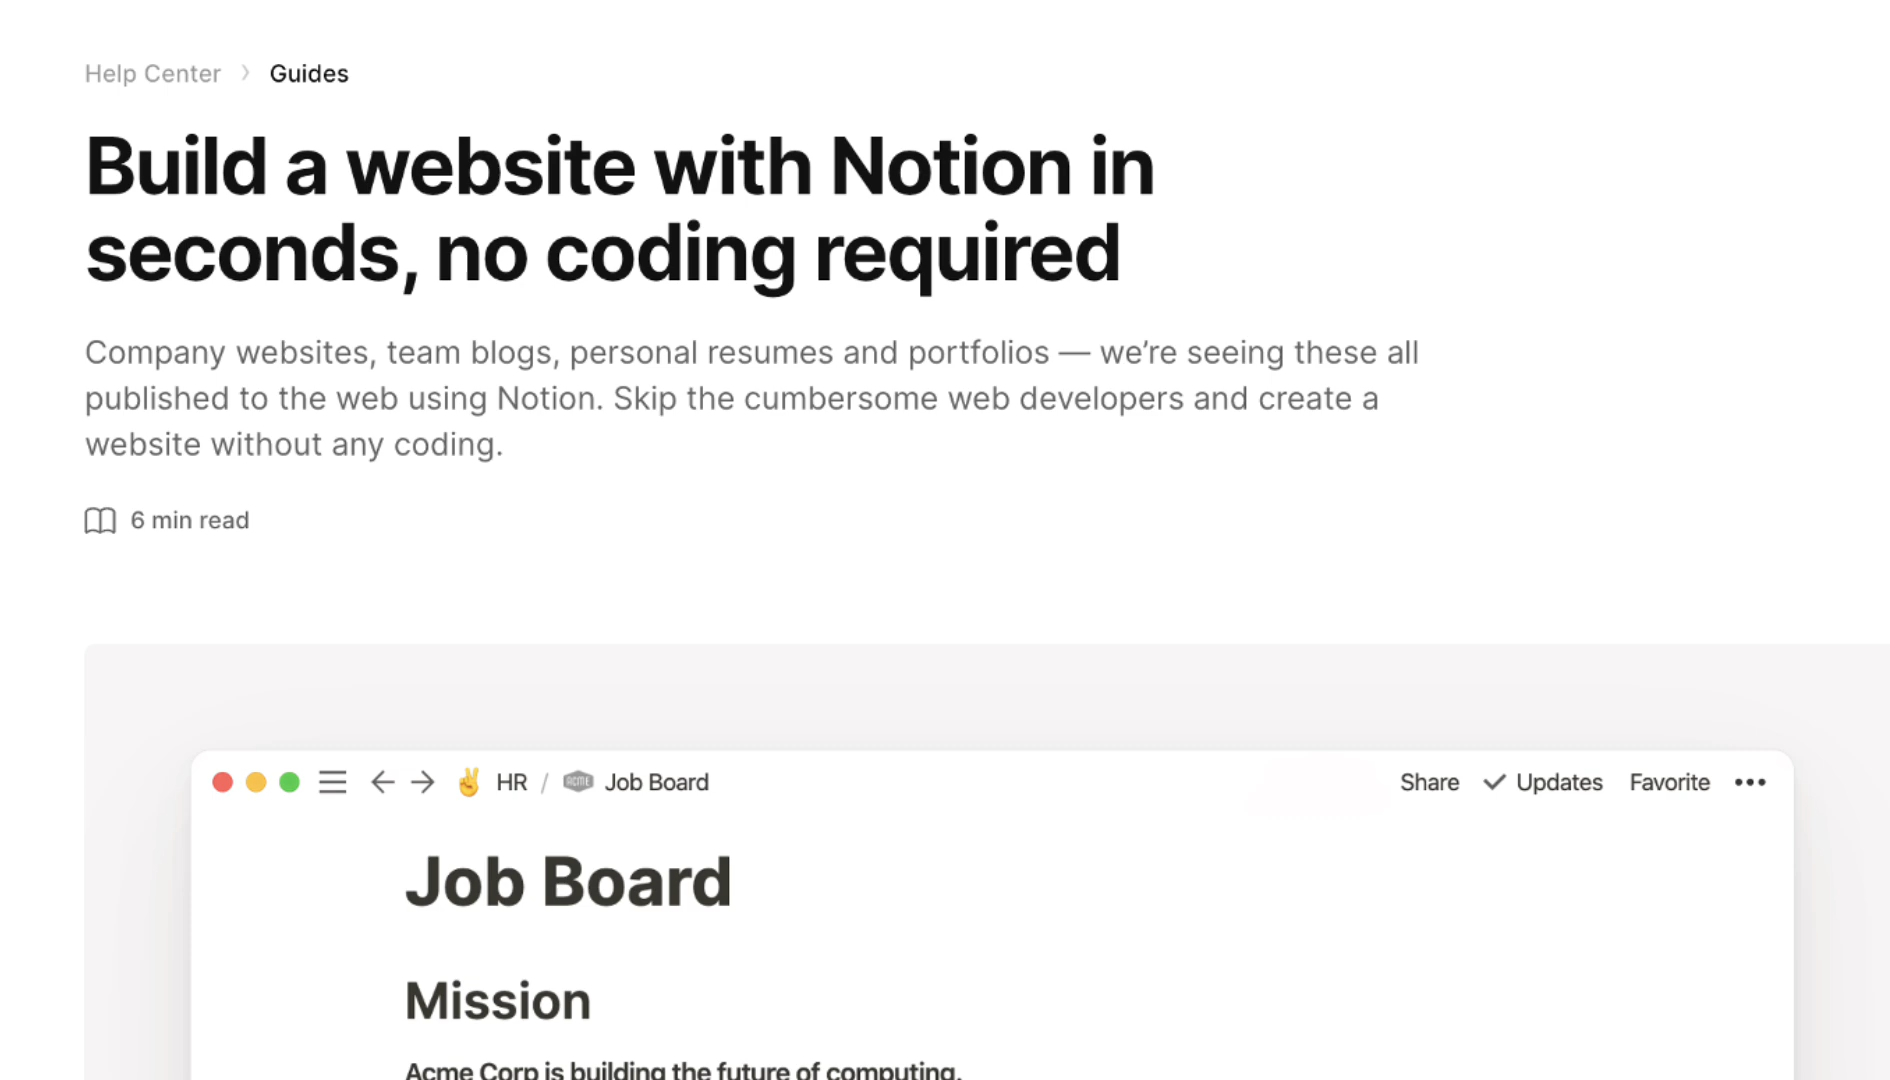 Help Center › Guides
Build a website with Notion in
seconds, no coding required
Company websites, team blogs, personal resumes and portfolios — we’re seeing these all
published to the web using Notion. Skip the cumbersome web developers and create a
website without any coding.
6 min read
HR / ACME Job Board Share ✓ Updates Favorite •••
Job Board
Mission
Acme Corp is building the future of computing.